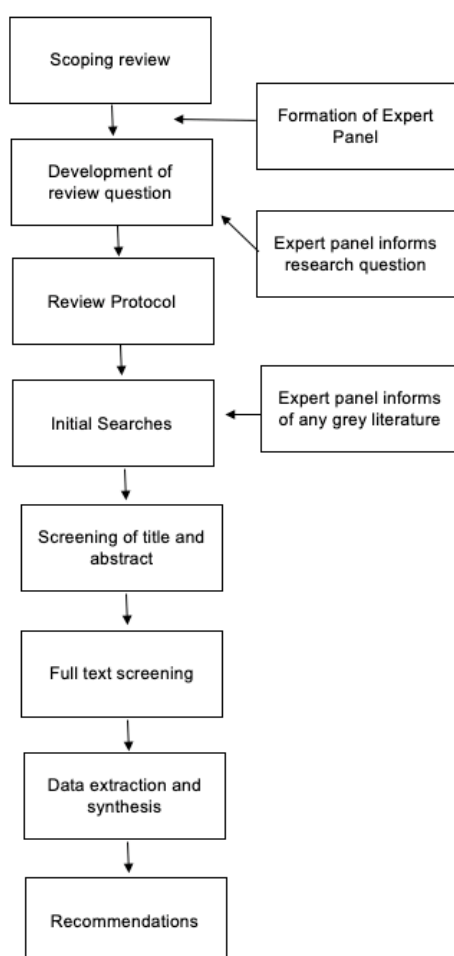 Scoping review
Formation of Expert
Panel
Development of
review question
Expert panel informs
research question
Review Protocol
Initial Searches
Expert panel informs
of any grey literature
Screening of title and
abstract
Full text screening
Data extraction and
synthesis
Recommendations